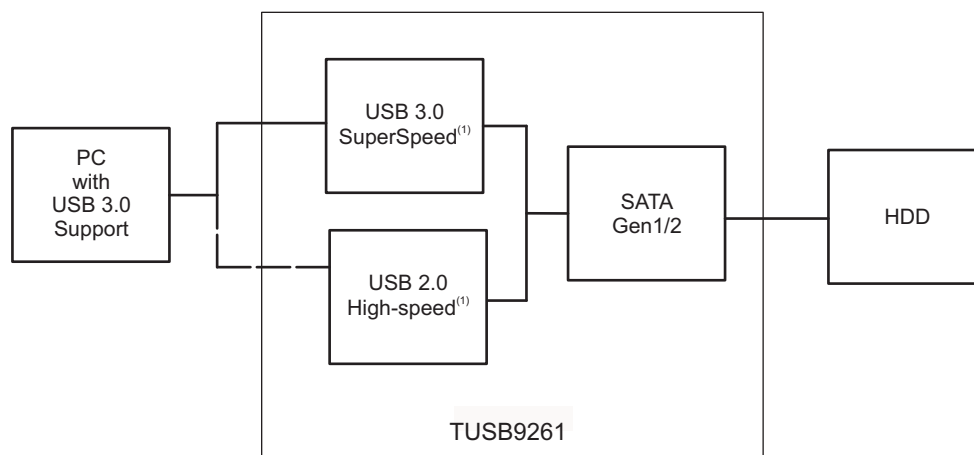 PC
with
USB 3.0
Support
USB 3.0
SuperSpeed(1)
USB 2.0
High-speed(1)
SATA
Gen1/2
HDD
TUSB9261